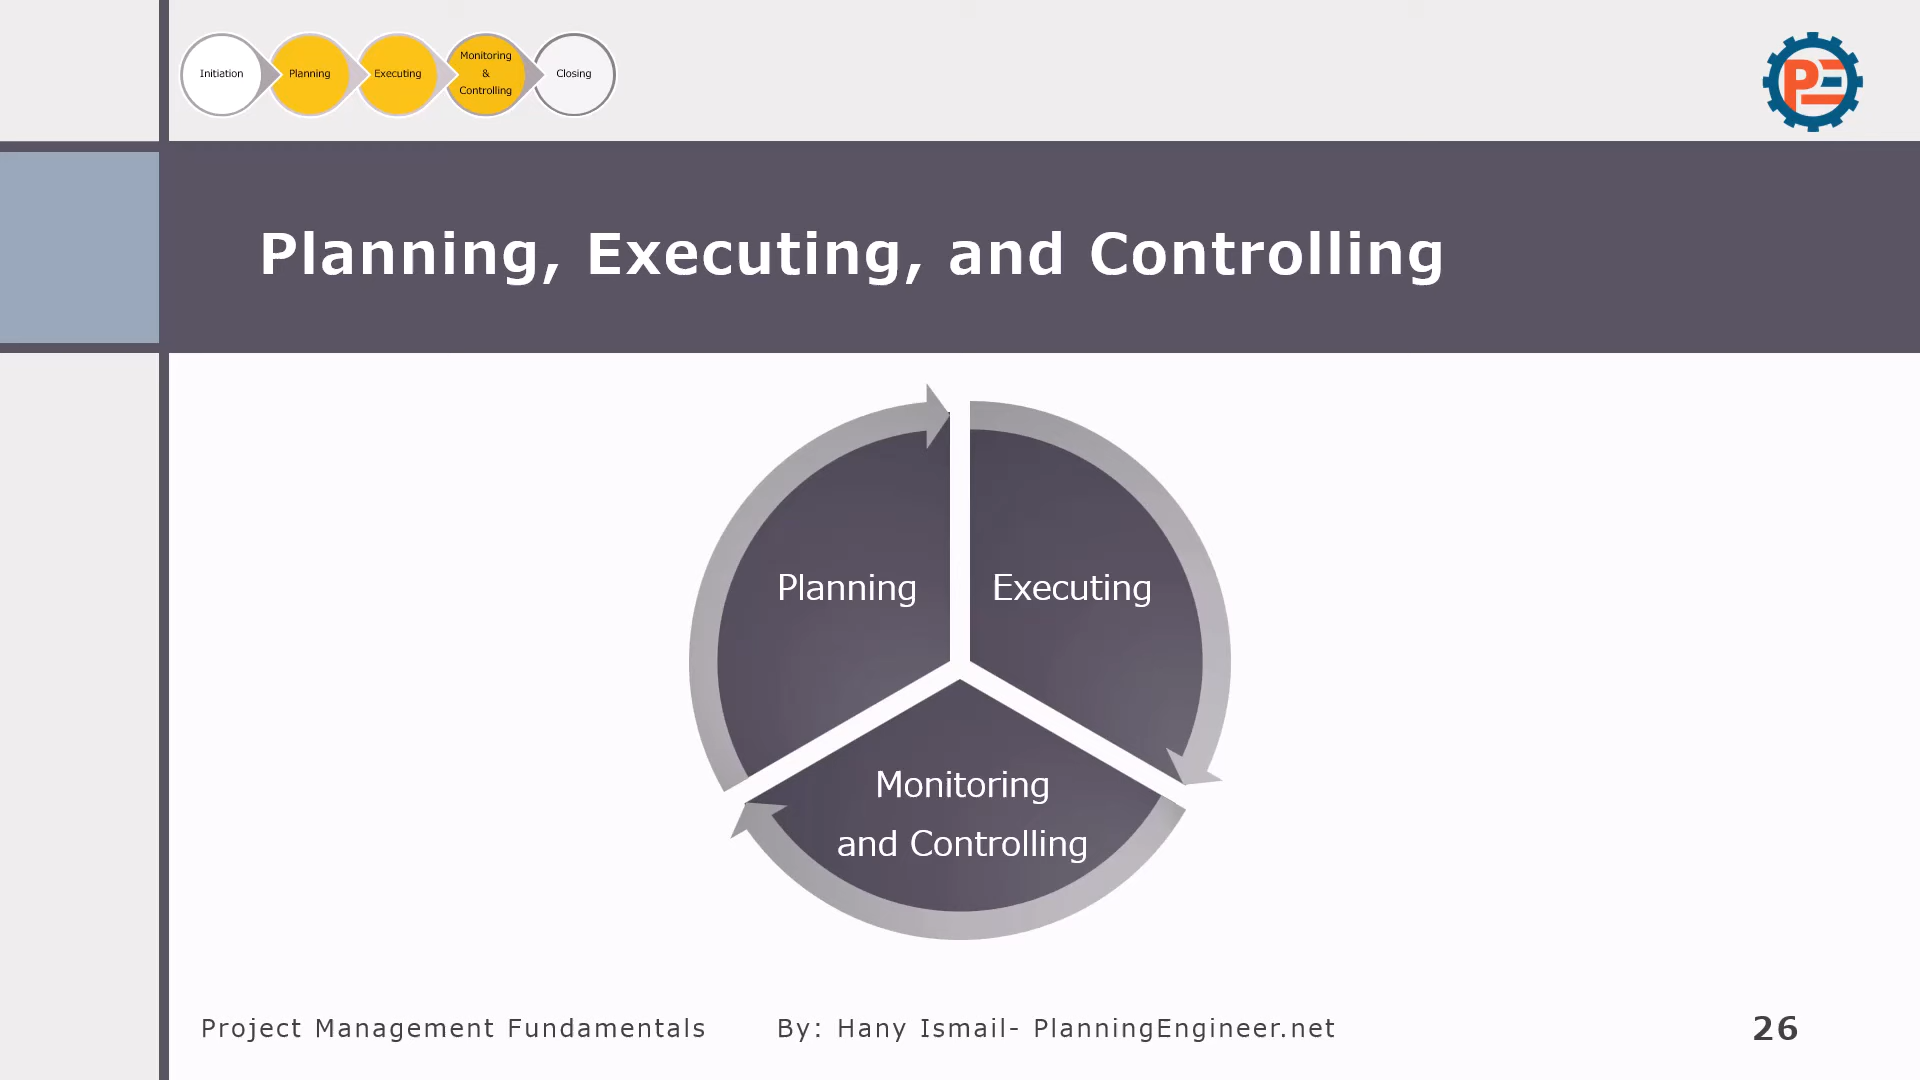 Initiation
Planning
Executing
Monitoring
&
Controlling
Closing
PE
Planning, Executing, and Controlling
Planning
Executing
Monitoring
and Controlling
Project Management Fundamentals
By: Hany Ismail- PlanningEngineer.net
26